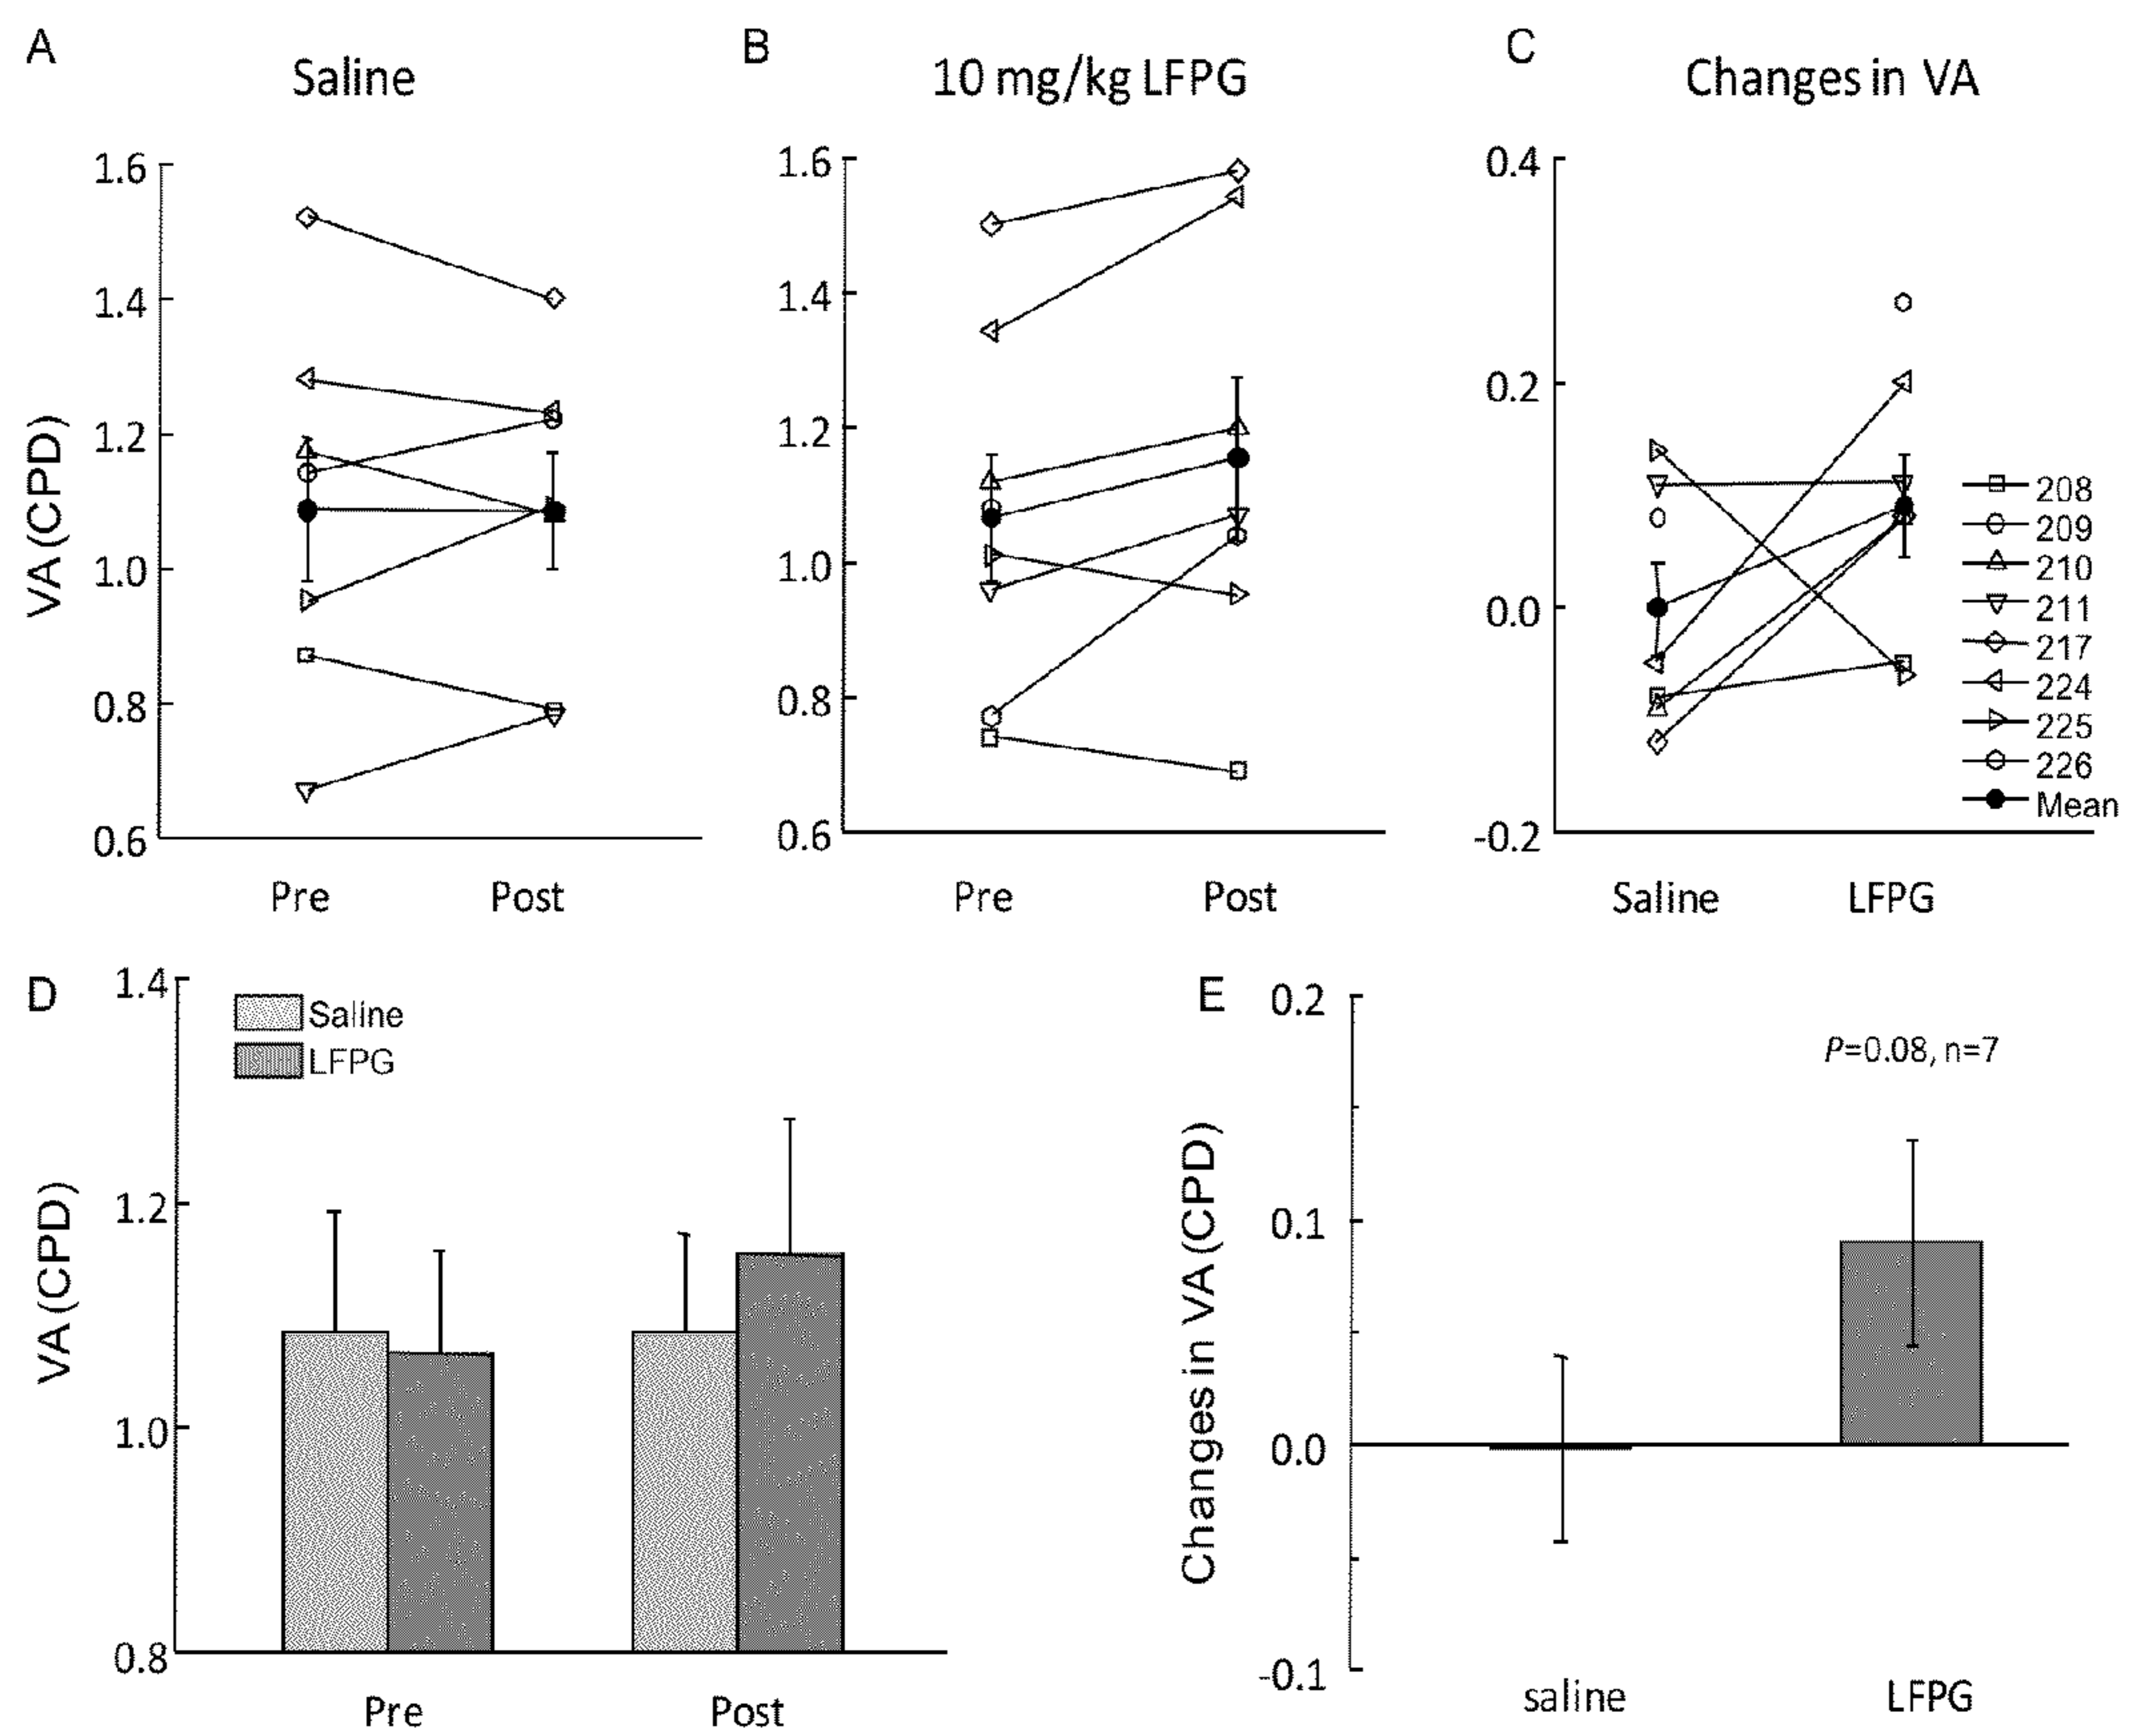 A
Saline
VA (CPD)
1.6
1.4
1.2
1.0
0.8
0.6
Pre
Post
B
10 mg/kg LFPG
1.6
1.4
1.2
1.0
0.8
0.6
Pre
Post
C
Changes in VA
0.4
0.2
0.0
-0.2
Saline
LFPG
208
209
210
211
217
224
225
226
Mean
D
VA (CPD)
1.4
1.2
1.0
0.8
Saline
LFPG
Pre
Post
E
Changes in VA (CPD)
0.2
0.1
0.0
-0.1
P=0.08, n=7
saline
LFPG